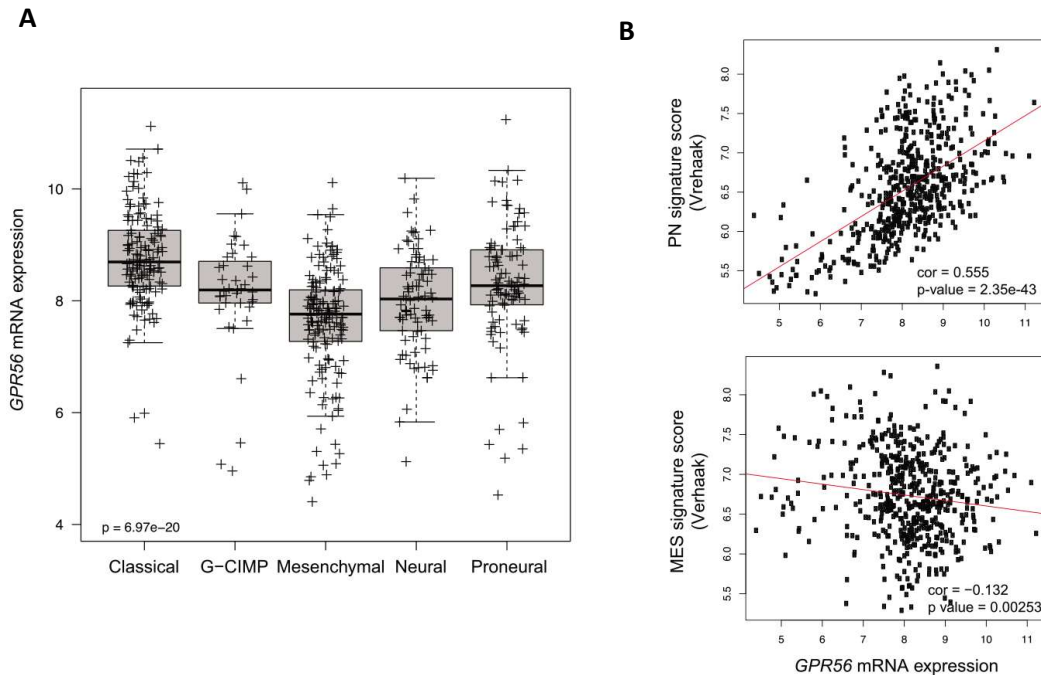 A
GPR56 mRNA expression
10
8
6
4
p = 6.97e−20
Classical
G−CIMP
Mesenchymal
Neural
Proneural
B
PN signature score
(Vrehaak)
8.0
7.5
7.0
6.5
6.0
5.5
cor = 0.555
p-value = 2.35e-43
5 6 7 8 9 10 11
MES signature score
(Verhaak)
8.0
7.5
7.0
6.5
6.0
5.5
cor = −0.132
p value = 0.00253
5 6 7 8 9 10 11
GPR56 mRNA expression